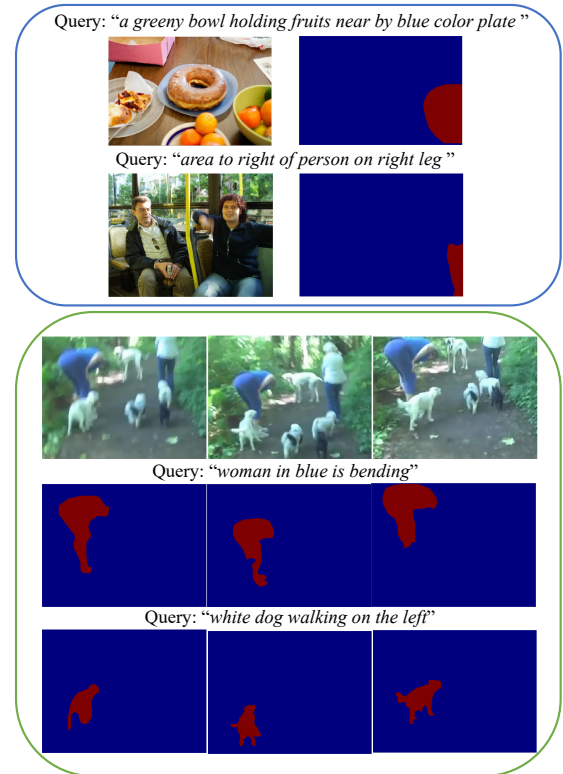 Query: “a greeny bowl holding fruits near by blue color plate ”
Query: “area to right of person on right leg ”
Query: “woman in blue is bending”
Query: “white dog walking on the left”